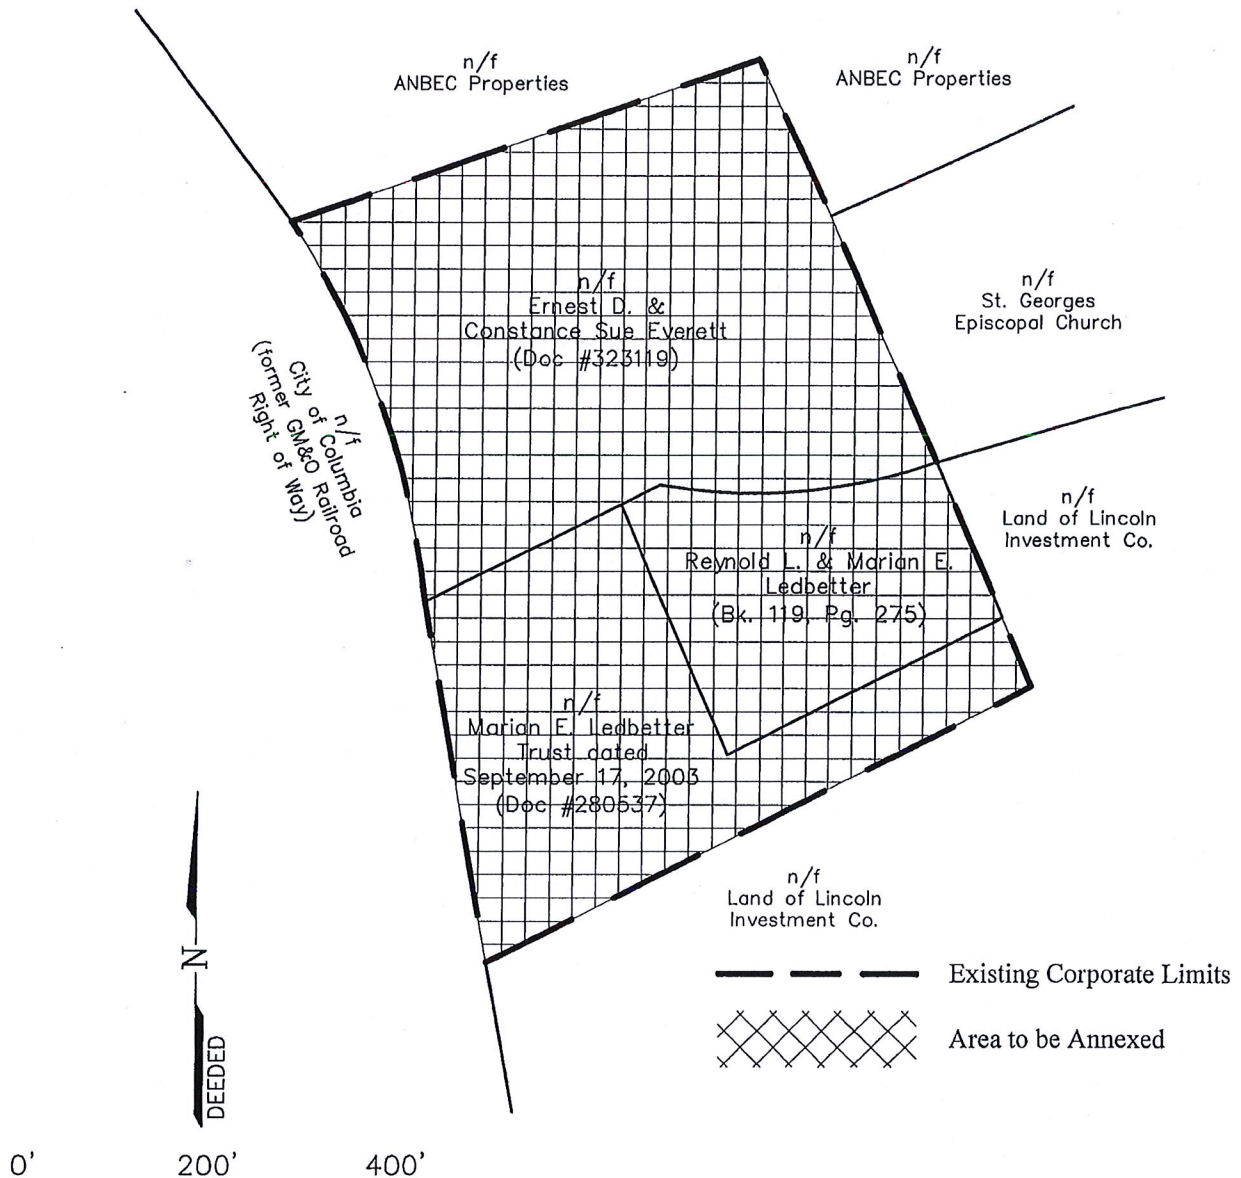 n/f
ANBEC Properties
n/f
ANBEC Properties
n/f
Ernest D. &
Constance Sue Everett
(Doc #323119)
n/f
St. Georges
Episcopal Church
n/f
City of Columbia
(former GM&O Railroad
Right of Way)
n/f
Land of Lincoln
Investment Co.
n/f
Reynold L. & Marian E.
Ledbetter
(Bk. 119, Pg. 275)
n/f
Marian E. Ledbetter
Trust dated
September 17, 2003
(Doc #280537)
n/f
Land of Lincoln
Investment Co.
N
DEEDED
Existing Corporate Limits
Area to be Annexed
0' 200' 400'